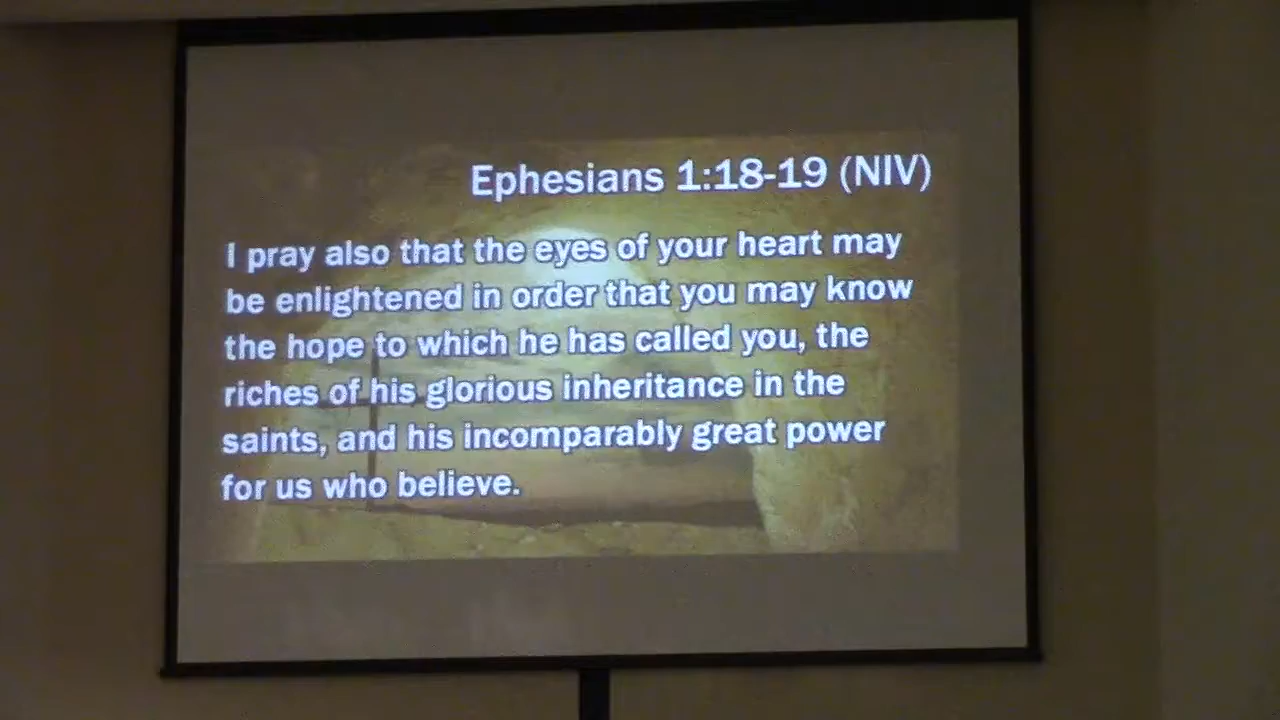 Ephesians 1:18-19 (NIV)
I pray also that the eyes of your heart may
be enlightened in order that you may know
the hope to which he has called you, the
riches of his glorious inheritance in the
saints, and his incomparably great power
for us who believe.